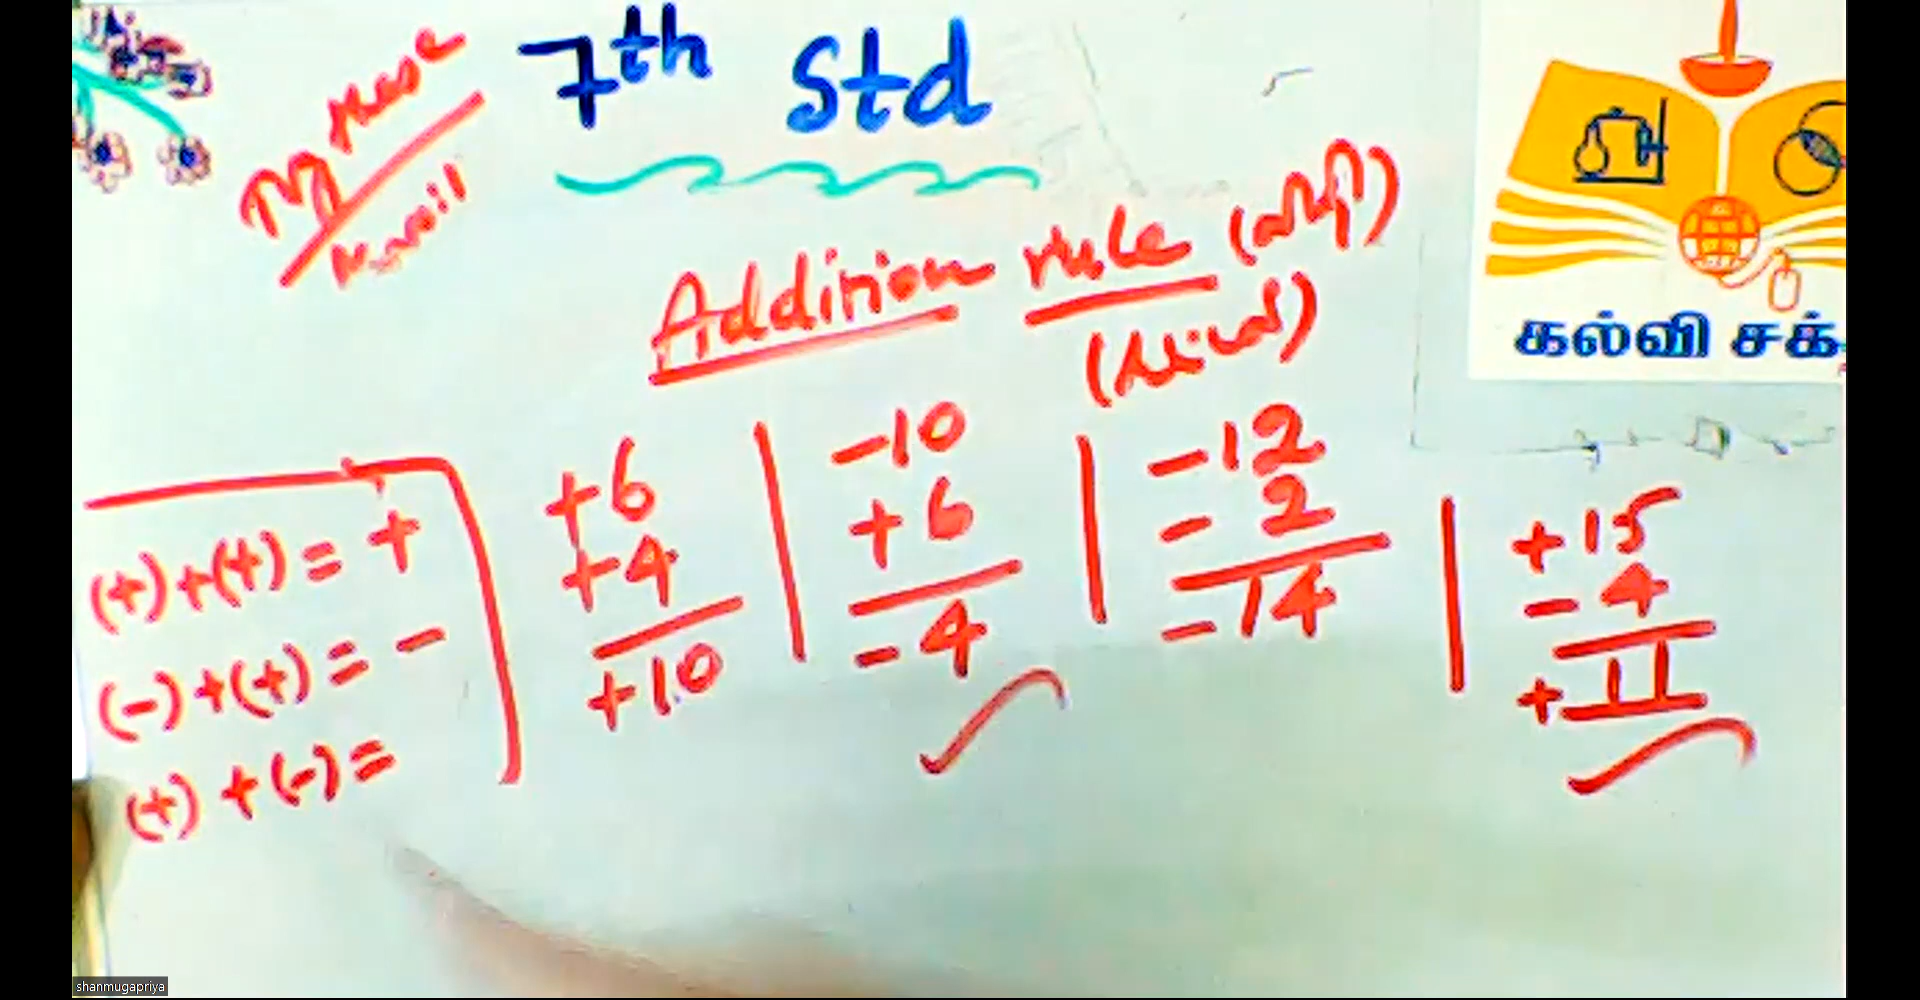 7th Std
Addition rule
(+)+(+) = +
(-)+(+) = -
(+) + (-) =
+6
+4
+10
-10
+6
-4
-12
- 2
-14
+15
- 4
+11
கல்வி சக்
shanmugapriya